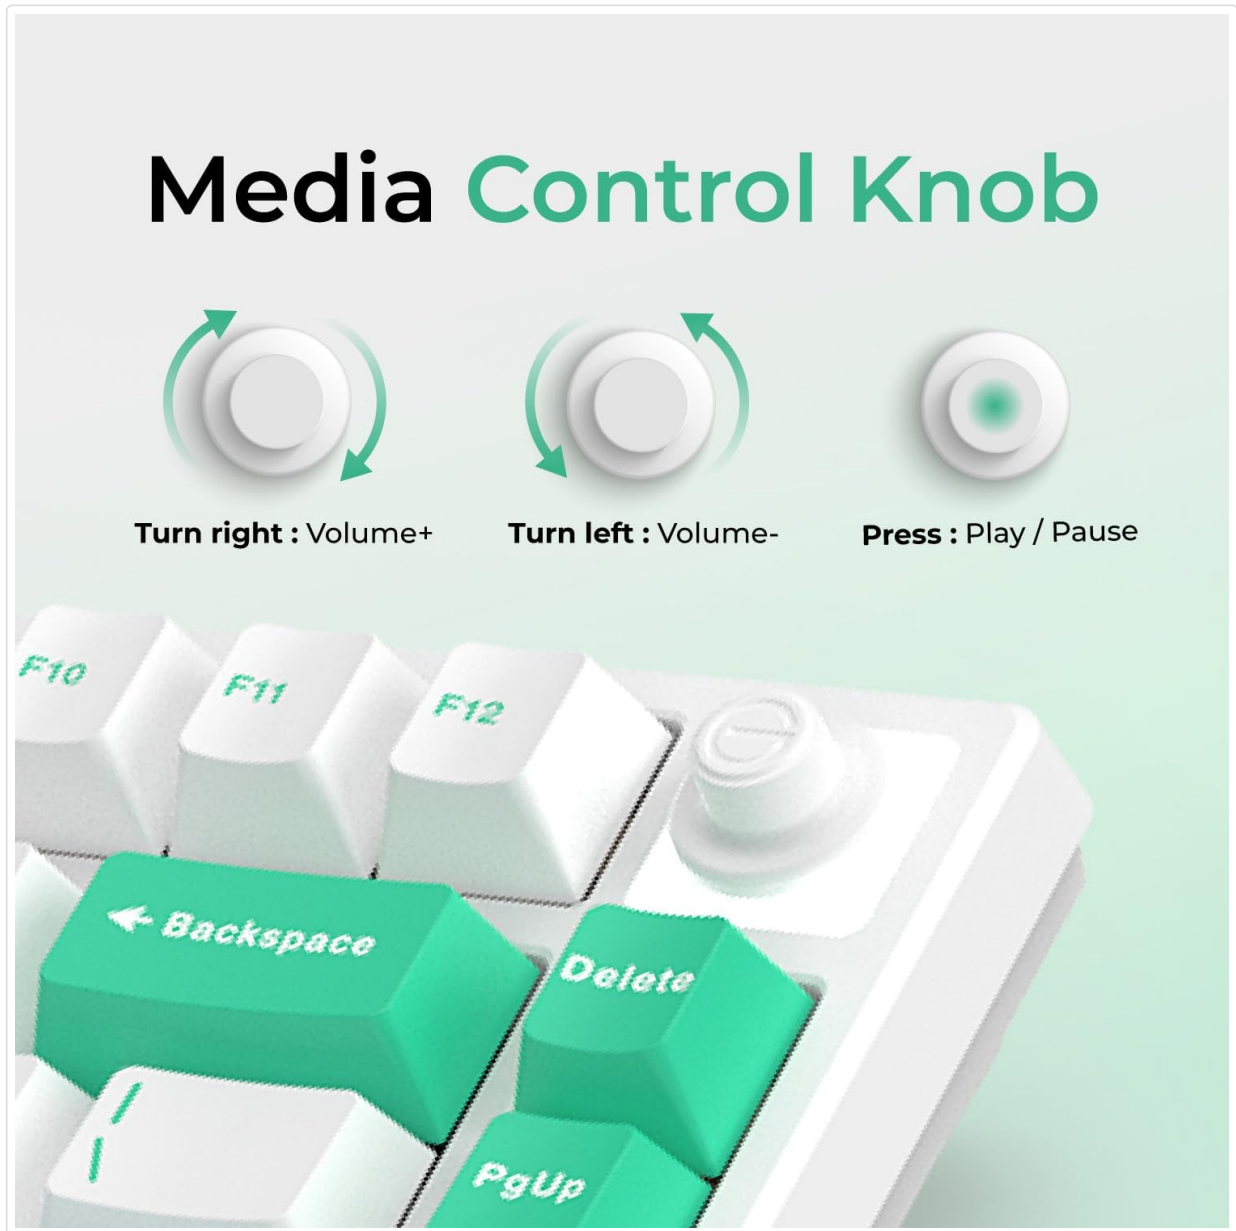 Media Control Knob
Turn right : Volume+
Turn left : Volume-
Press : Play / Pause
F10
F11
F12
← Backspace
Delete
PgUp